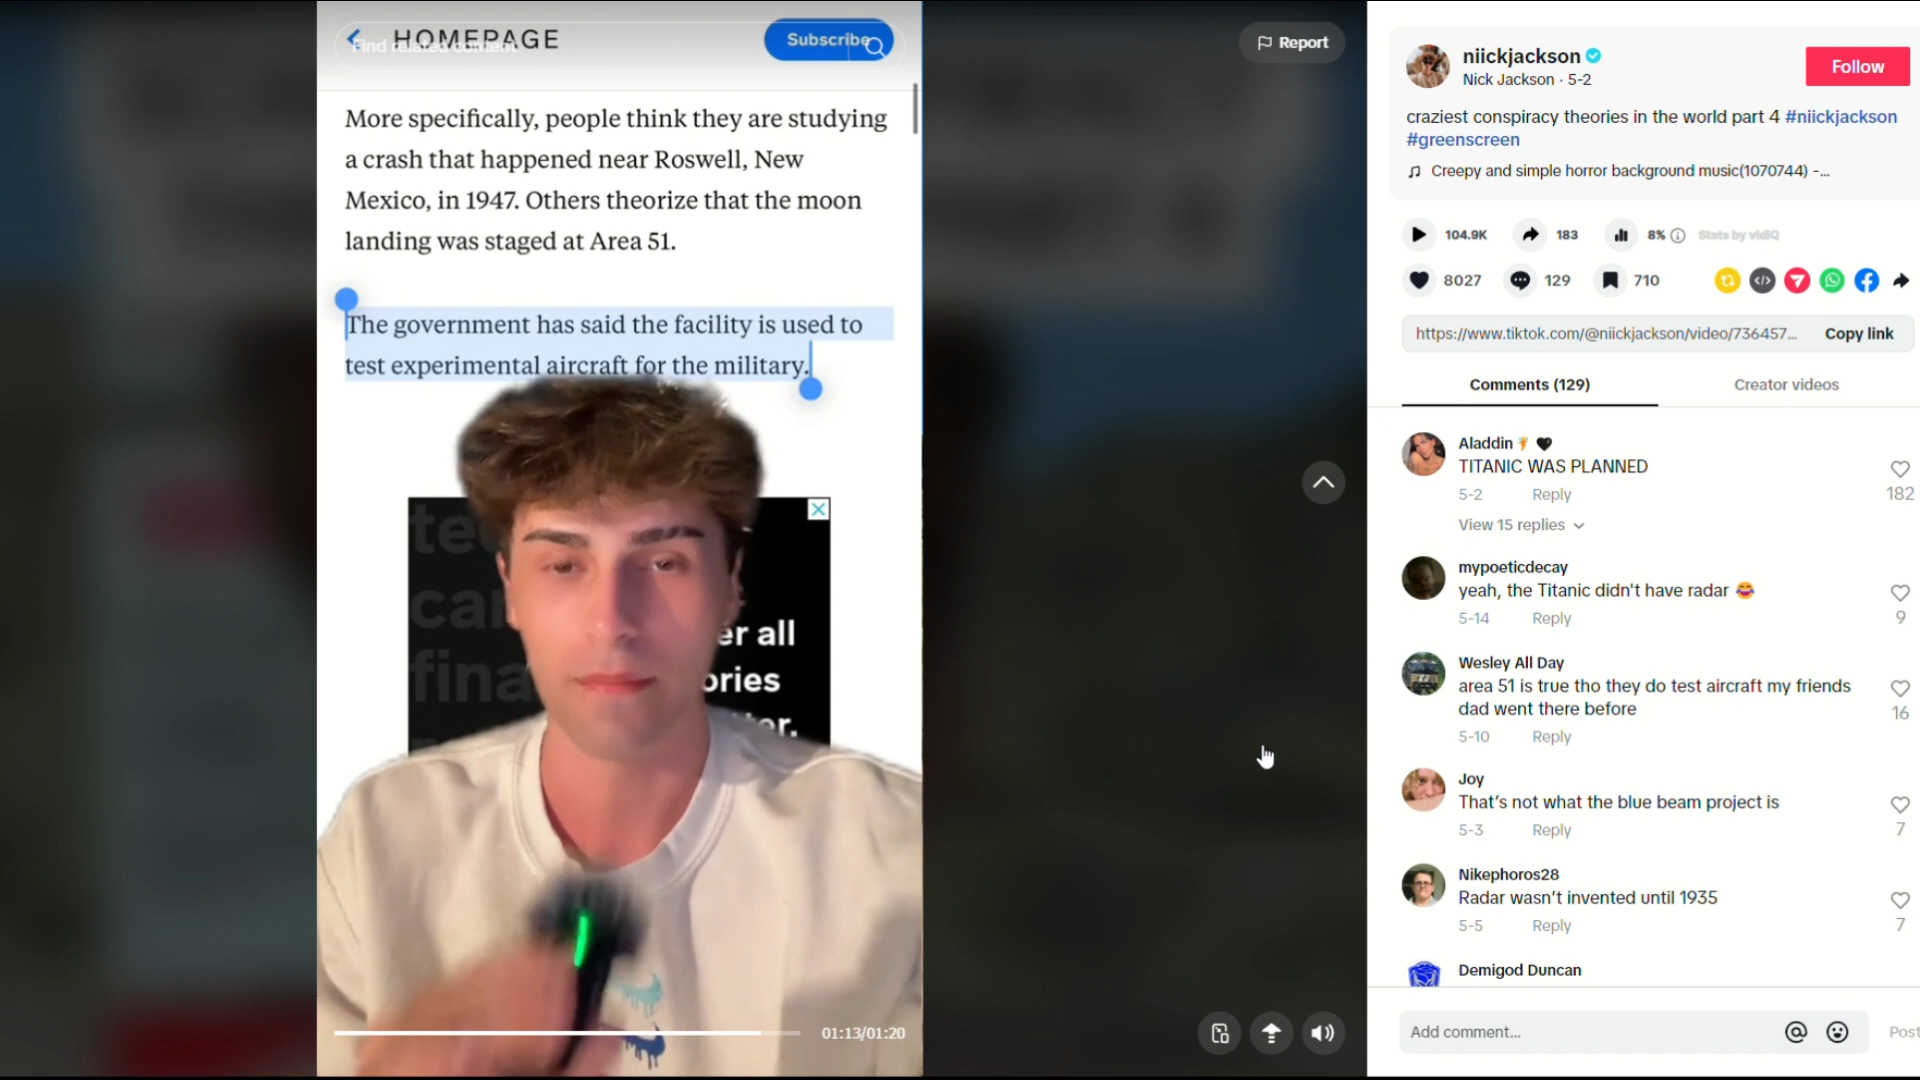 HOMEPAGE
Find related content
Subscribe
More specifically, people think they are studying
a crash that happened near Roswell, New
Mexico, in 1947. Others theorize that the moon
landing was staged at Area 51.
The government has said the facility is used to
test experimental aircraft for the military.
er all
ories
01:13/01:20
Report
niickjackson
Nick Jackson · 5-2
Follow
craziest conspiracy theories in the world part 4 #niickjackson
#greenscreen
Creepy and simple horror background music(1070744) -...
104.9K
183
8%
Stats by vidIQ
8027
129
710
https://www.tiktok.com/@niickjackson/video/736457...
Copy link
Comments (129)
Creator videos
Aladdin
TITANIC WAS PLANNED
5-2
Reply
182
View 15 replies
mypoeticdecay
yeah, the Titanic didn't have radar 😂
5-14
Reply
9
Wesley All Day
area 51 is true tho they do test aircraft my friends
dad went there before
16
5-10
Reply
Joy
That's not what the blue beam project is
5-3
Reply
7
Nikephoros28
Radar wasn't invented until 1935
5-5
Reply
7
Demigod Duncan
Add comment...
Post